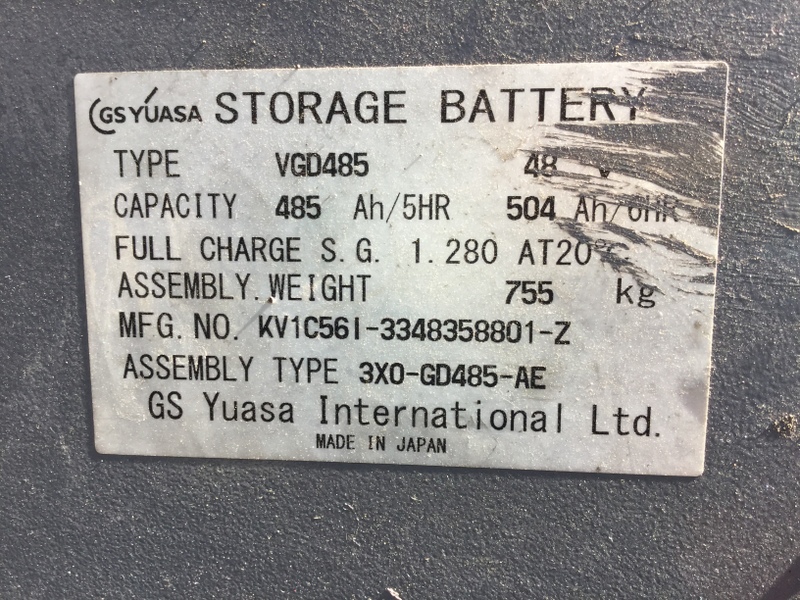 GS YUASA STORAGE BATTERY
TYPE VGD485 48 V
CAPACITY 485 Ah/5HR 504 Ah/6HR
FULL CHARGE S.G. 1.280 AT20℃
ASSEMBLY.WEIGHT 755 kg
MFG.NO. KV1C56I-3348358801-Z
ASSEMBLY TYPE 3X0-GD485-AE
GS Yuasa International Ltd.
MADE IN JAPAN